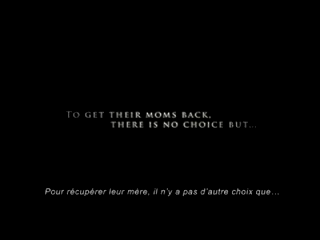 To get their moms back,
there is no choice but...
Pour récupérer leur mère, il n'y a pas d'autre choix que...